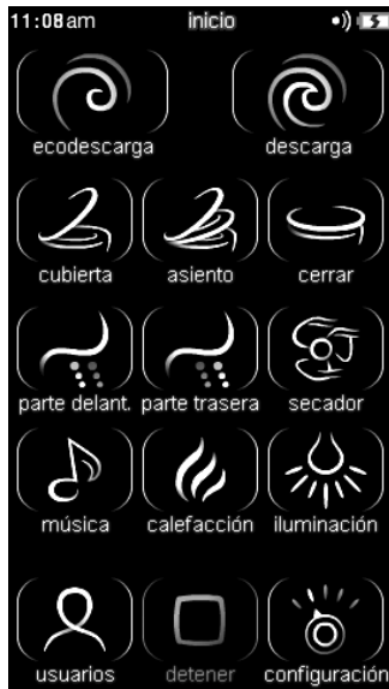 11:08am inicio
ecodescarga descarga
cubierta asiento cerrar
parte delant. parte trasera secador
música calefacción iluminación
usuarios detener configuración